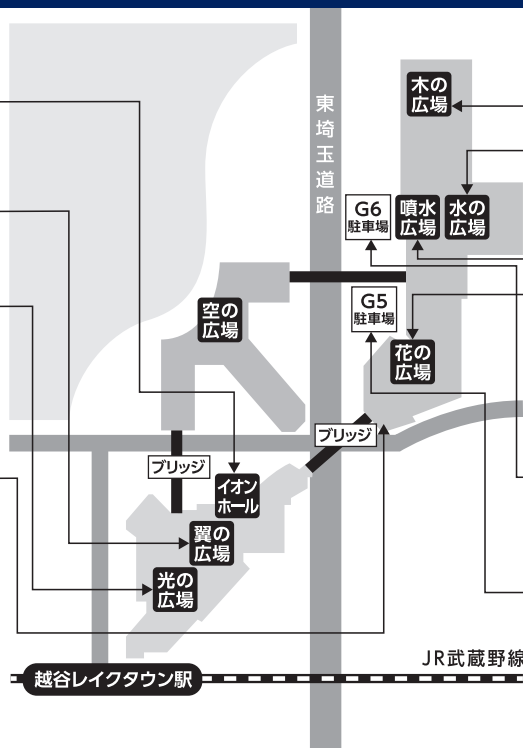 木の
広場
東埼玉道路
G6
駐車場
噴水
広場
水の
広場
G5
駐車場
空の
広場
花の
広場
ブリッジ
ブリッジ
イオン
ホール
翼の
広場
光の
広場
JR武蔵野線
越谷レイクタウン駅